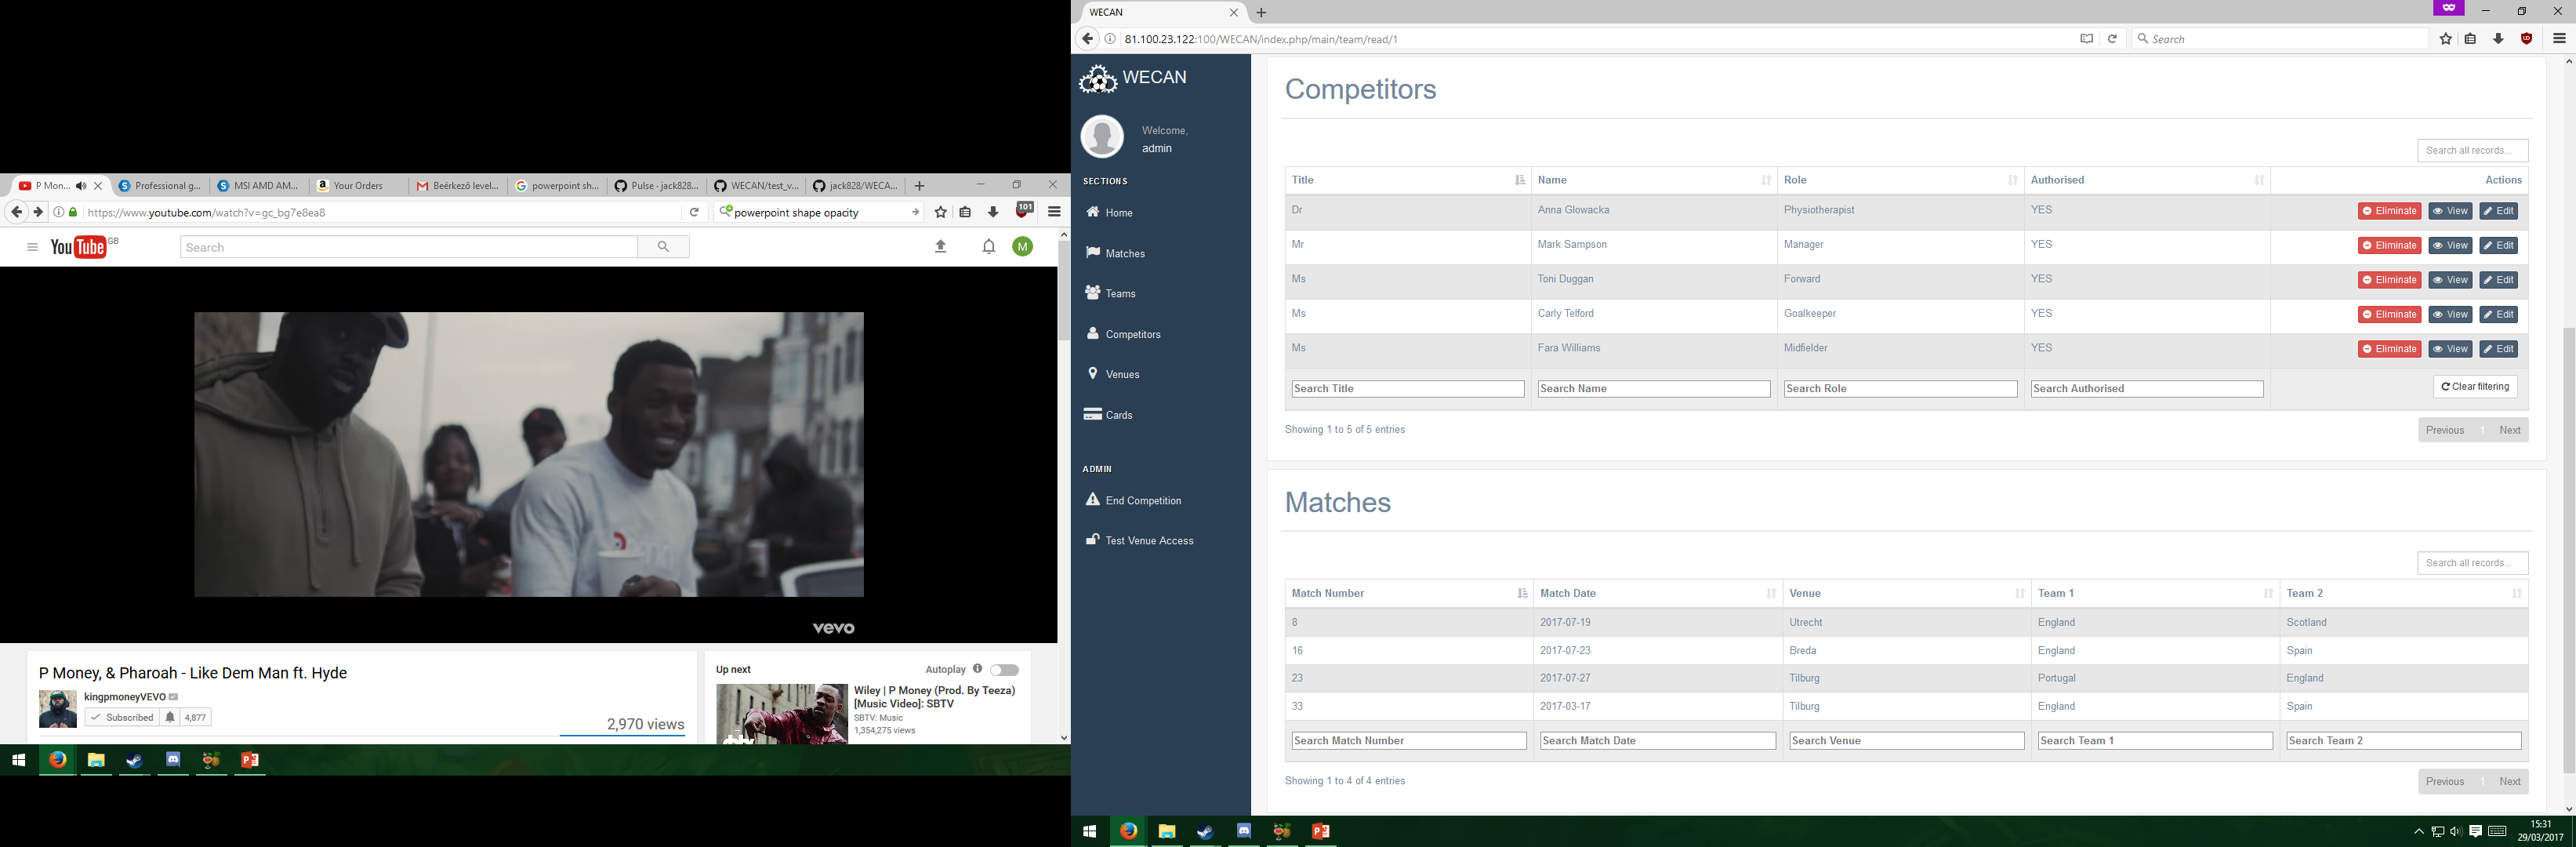 P Mon...
Professional g...
MSI AMD AM...
Your Orders
Beérkező level...
powerpoint sh...
Pulse · jack828...
WECAN/test_v...
jack828/WECA...
https://www.youtube.com/watch?v=gc_bg7e8ea8
powerpoint shape opacity
101
YouTube GB
Search
M
vevo
P Money, & Pharoah - Like Dem Man ft. Hyde
kingpmoneyVEVO
Subscribed 4,877
2,970 views
Up next
Autoplay
Wiley | P Money (Prod. By Teeza)
[Music Video]: SBTV
SBTV: Music
1,354,275 views
WECAN
81.100.23.122:100/WECAN/index.php/main/team/read/1
Search
WECAN
Welcome,
admin
SECTIONS
Home
Matches
Teams
Competitors
Venues
Cards
ADMIN
End Competition
Test Venue Access
Competitors
Search all records...
Title Name Role Authorised Actions
Dr Anna Glowacka Physiotherapist YES Eliminate View Edit
Mr Mark Sampson Manager YES Eliminate View Edit
Ms Toni Duggan Forward YES Eliminate View Edit
Ms Carly Telford Goalkeeper YES Eliminate View Edit
Ms Fara Williams Midfielder YES Eliminate View Edit
Search Title Search Name Search Role Search Authorised Clear filtering
Showing 1 to 5 of 5 entries
Previous 1 Next
Matches
Search all records...
Match Number Match Date Venue Team 1 Team 2
8 2017-07-19 Utrecht England Scotland
16 2017-07-23 Breda England Spain
23 2017-07-27 Tilburg Portugal England
33 2017-03-17 Tilburg England Spain
Search Match Number Search Match Date Search Venue Search Team 1 Search Team 2
Showing 1 to 4 of 4 entries
Previous 1 Next
15:31
29/03/2017